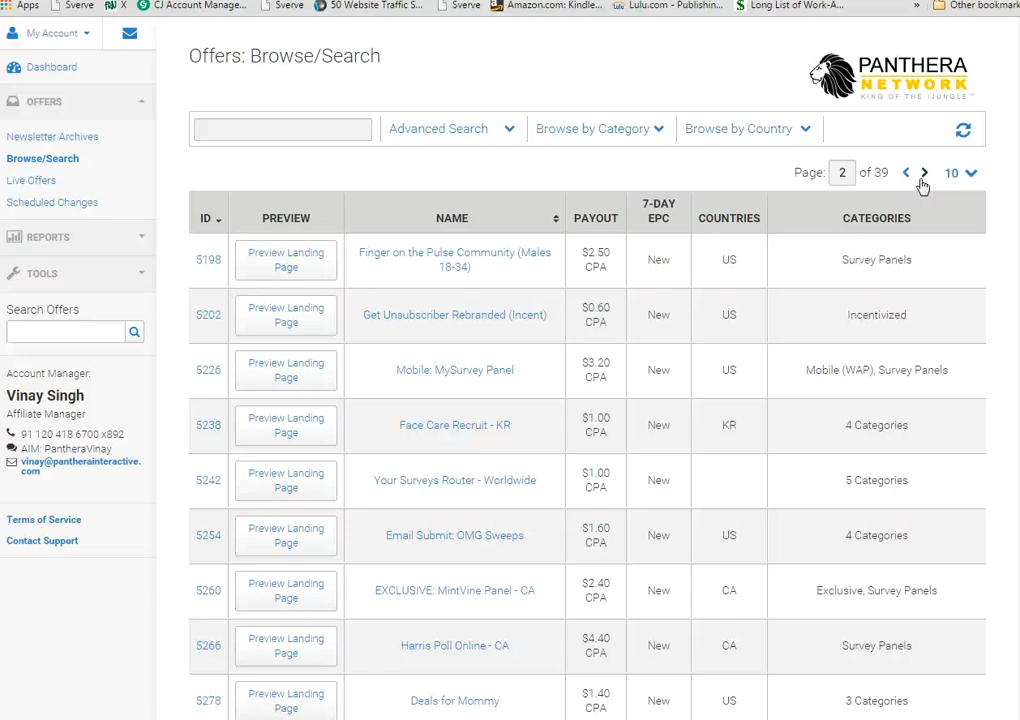 Apps Sverve X CJ Account Manage... Sverve 50 Website Traffic S... Sverve Amazon.com: Kindle... Lulu.com - Publishin... Long List of Work-A... » Other bookmark
My Account
Dashboard
OFFERS
Newsletter Archives
Browse/Search
Live Offers
Scheduled Changes
REPORTS
TOOLS
Search Offers
Account Manager:
Vinay Singh
Affiliate Manager
91 120 418 6700 x892
AIM: PantheraVinay
vinay@pantherainteractive.
com
Terms of Service
Contact Support
Offers: Browse/Search
PANTHERA
NETWORK
KING OF THE JUNGLE
Advanced Search Browse by Category Browse by Country
Page: 2 of 39 10
ID PREVIEW NAME PAYOUT 7-DAY EPC COUNTRIES CATEGORIES
5198 Preview Landing Page Finger on the Pulse Community (Males 18-34) $2.50 CPA New US Survey Panels
5202 Preview Landing Page Get Unsubscriber Rebranded (Incent) $0.60 CPA New US Incentivized
5226 Preview Landing Page Mobile: MySurvey Panel $3.20 CPA New US Mobile (WAP), Survey Panels
5238 Preview Landing Page Face Care Recruit - KR $1.00 CPA New KR 4 Categories
5242 Preview Landing Page Your Surveys Router - Worldwide $1.00 CPA New 5 Categories
5254 Preview Landing Page Email Submit: OMG Sweeps $1.60 CPA New US 4 Categories
5260 Preview Landing Page EXCLUSIVE: MintVine Panel - CA $2.40 CPA New CA Exclusive, Survey Panels
5266 Preview Landing Page Harris Poll Online - CA $4.40 CPA New CA Survey Panels
5278 Preview Landing Page Deals for Mommy $1.40 CPA New US 3 Categories